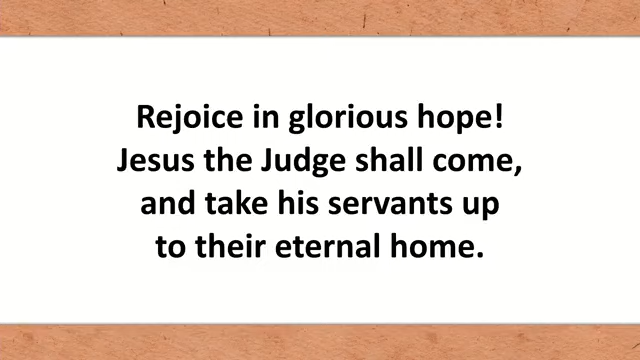 Rejoice in glorious hope!
Jesus the Judge shall come,
and take his servants up
to their eternal home.